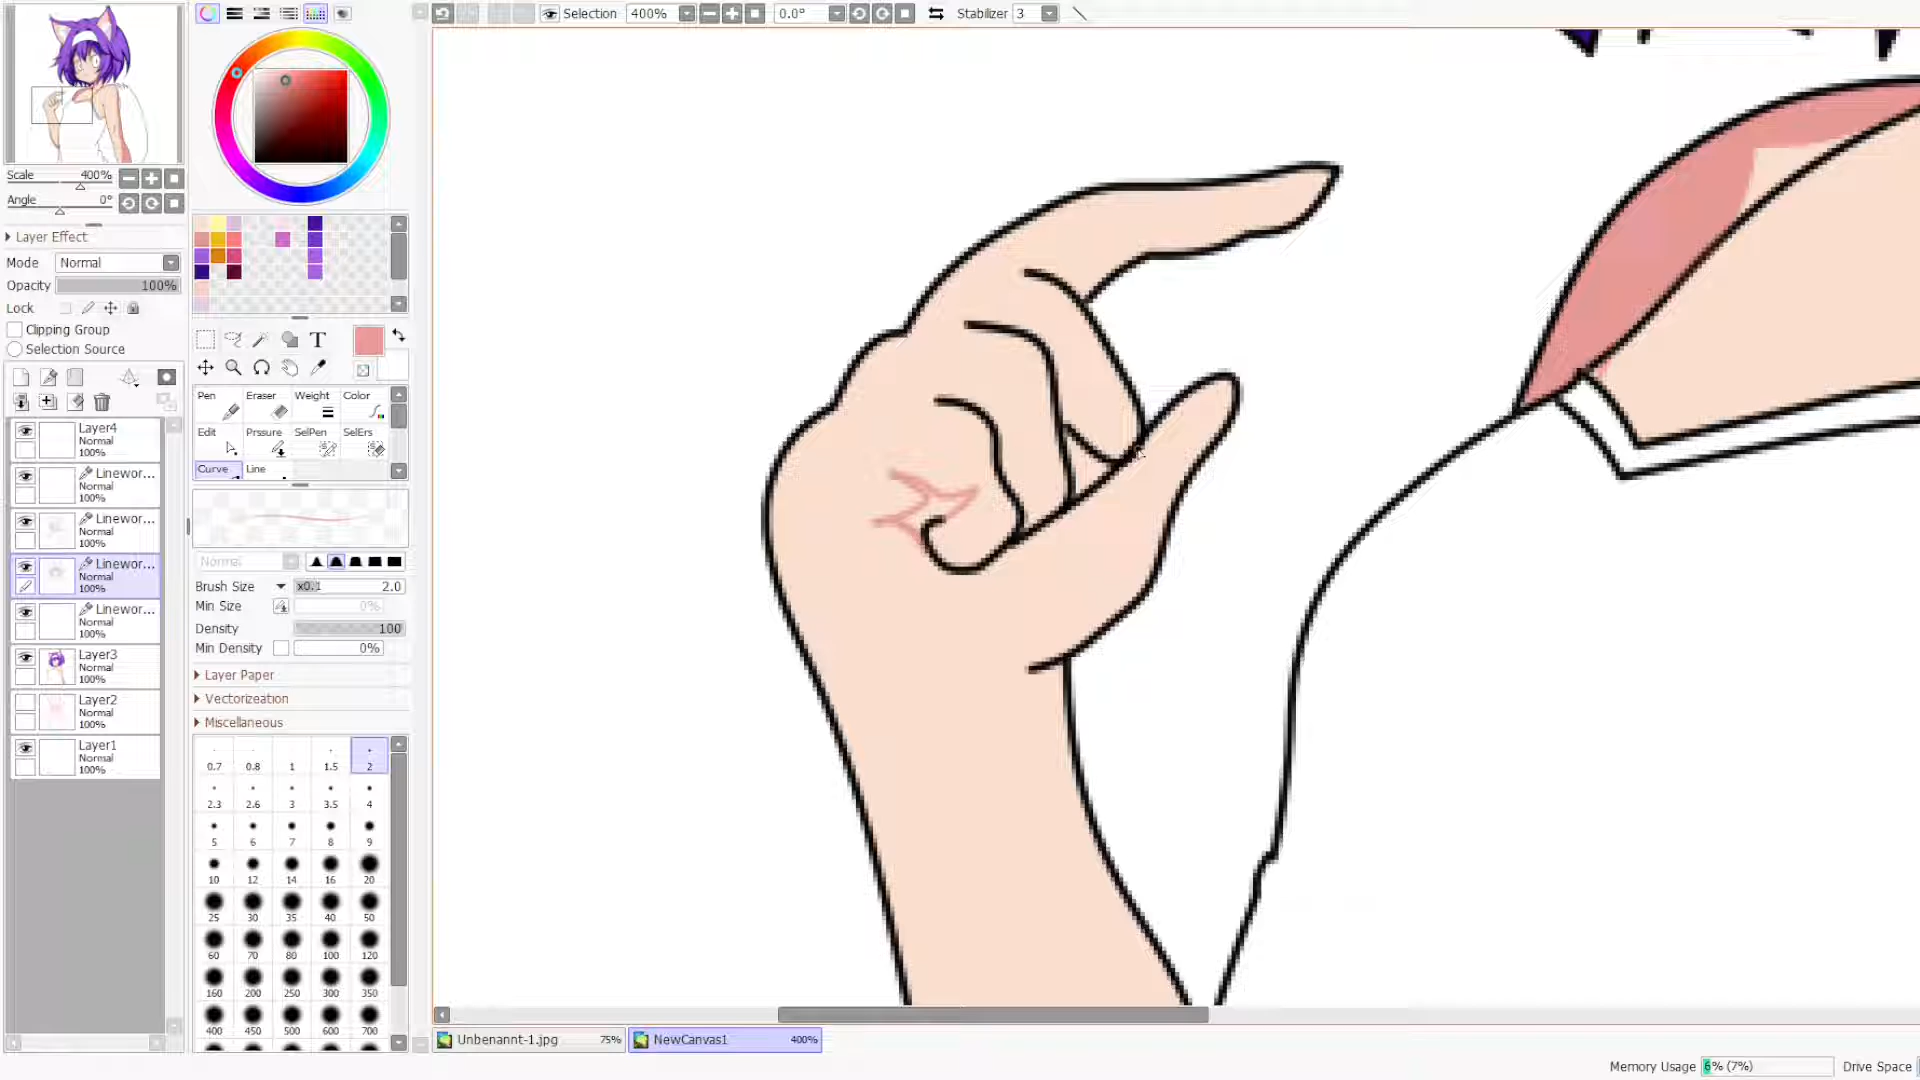 Selection 400% 0.0° Stabilizer 3
Scale 400%
Angle 0°
Layer Effect
Mode Normal
Opacity 100%
Lock
Clipping Group
Selection Source
Layer4
Normal
100%
Linewor...
Normal
100%
Linewor...
Normal
100%
Linewor...
Normal
100%
Linewor...
Normal
100%
Layer3
Normal
100%
Layer2
Normal
100%
Layer1
Normal
100%
T
Pen Eraser Weight Color
Edit Prssure SelPen SelErs
Curve Line
Normal
Brush Size x0.1 2.0
Min Size 0%
Density 100
Min Density 0%
Layer Paper
Vectorizeation
Miscellaneous
0.7 0.8 1 1.5 2
2.3 2.6 3 3.5 4
5 6 7 8 9
10 12 14 16 20
25 30 35 40 50
60 70 80 100 120
160 200 250 300 350
400 450 500 600 700
Unbenannt-1.jpg 75% NewCanvas1 400%
Memory Usage 6% (7%) Drive Space